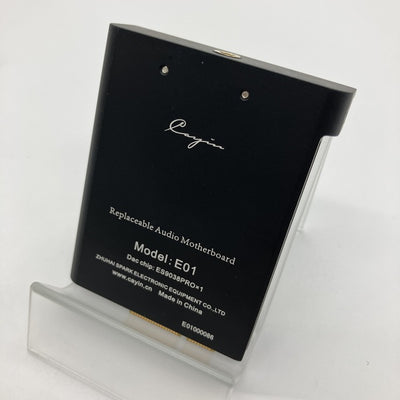 Cayin
Replaceable Audio Motherboard
Model: E01
Dac chip: ES9038PRO*1
ZHUHAI SPARK ELECTRONIC EQUIPMENT CO.,LTD
www.cayin.cn Made in China
E01000086